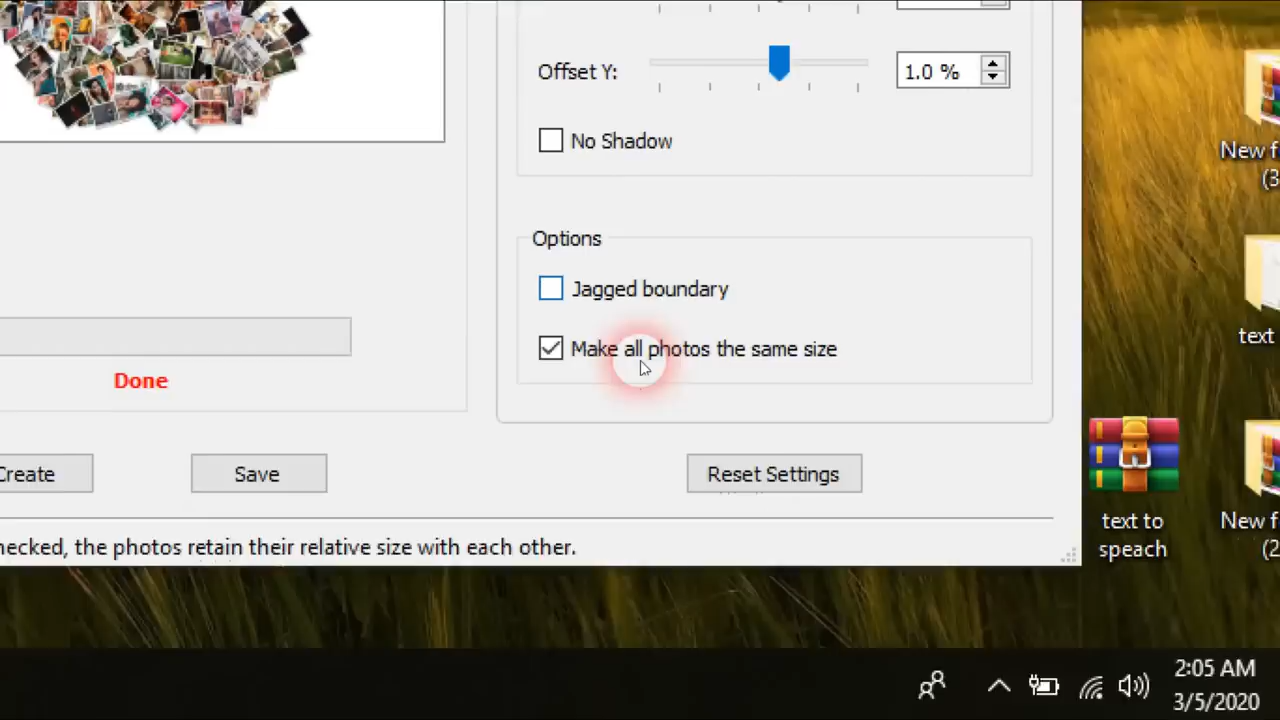 Offset Y:
1.0 %
No Shadow
Options
Jagged boundary
Make all photos the same size
Done
Create
Save
Reset Settings
hecked, the photos retain their relative size with each other.
New f
(3
text
text to
speach
New f
(2
2:05 AM
3/5/2020